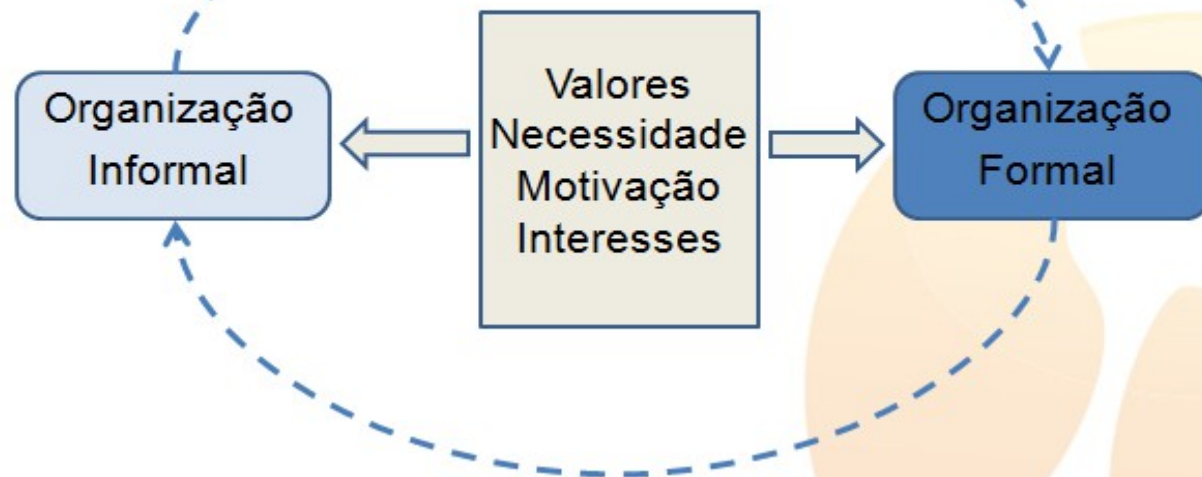 Organização
Informal
Valores
Necessidade
Motivação
Interesses
Organização
Formal